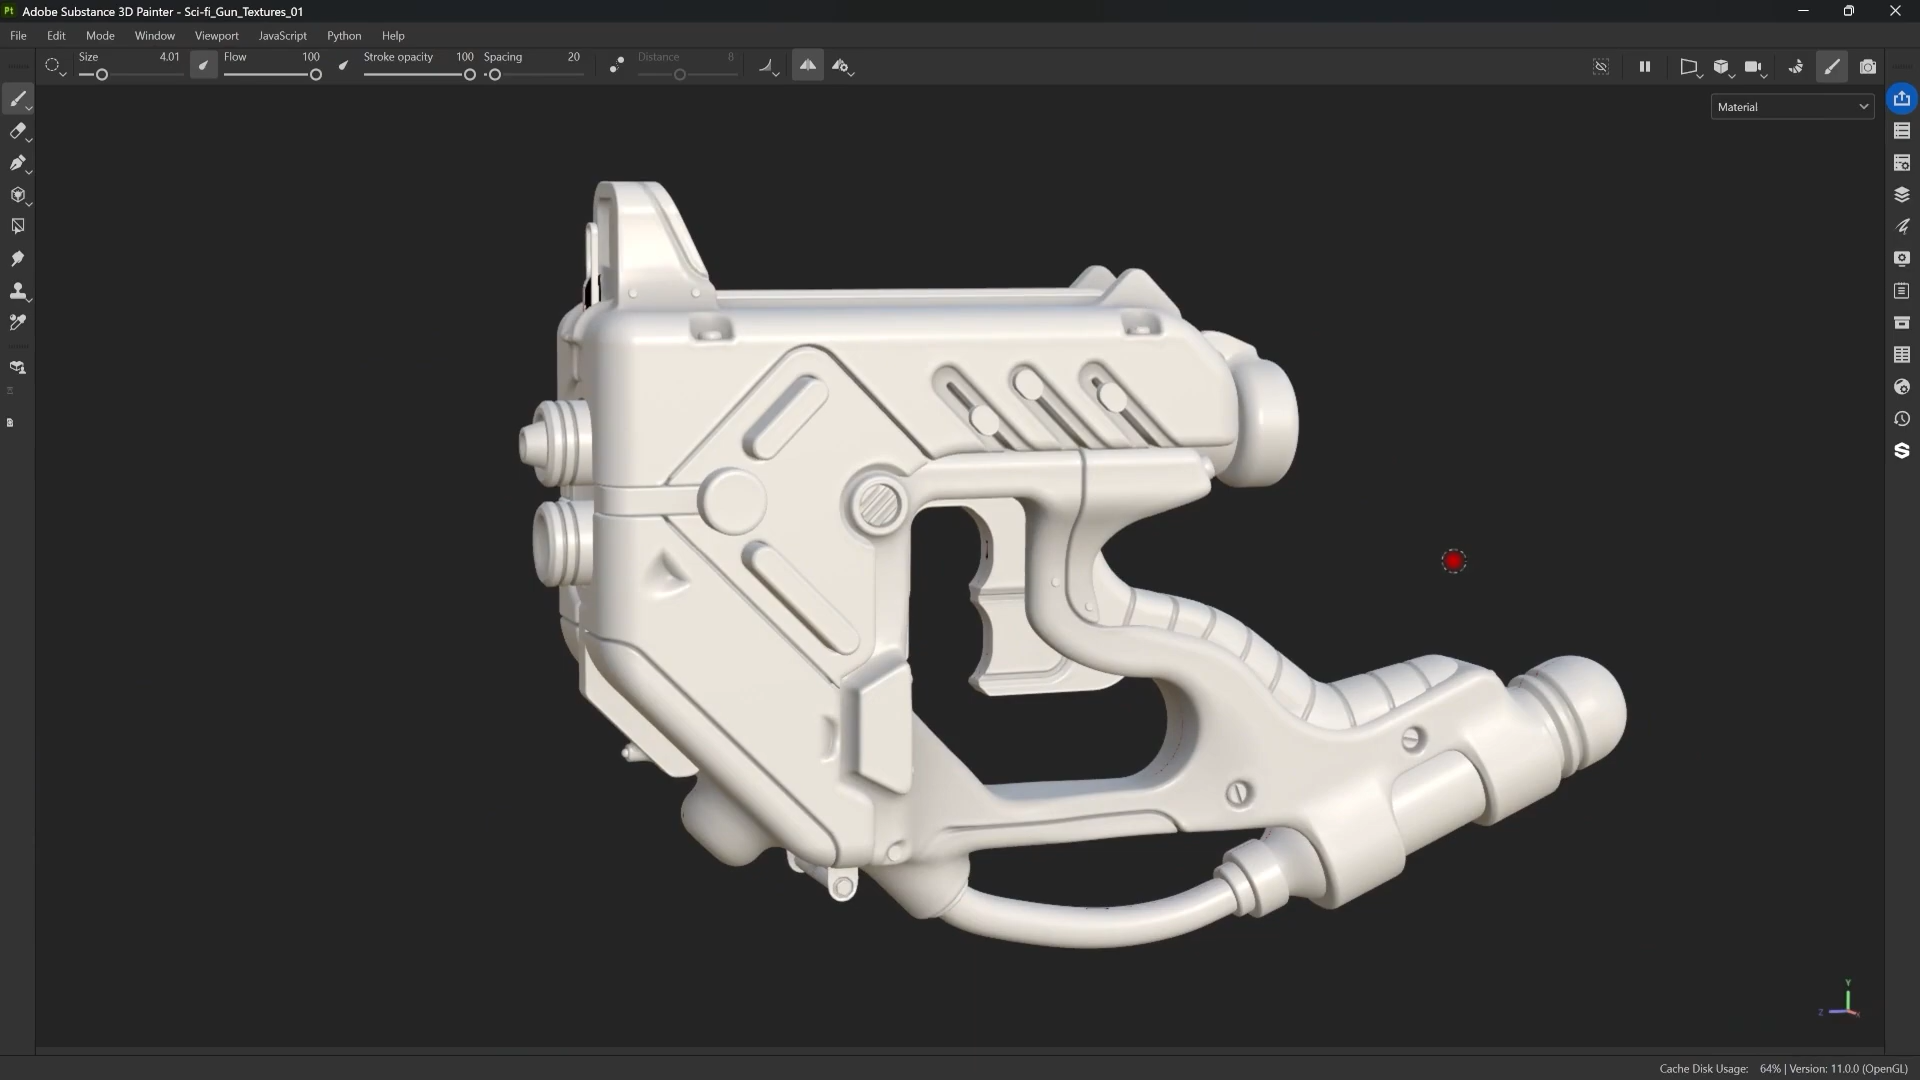 Pt Adobe Substance 3D Painter - Sci-fi_Gun_Textures_01
File Edit Mode Window Viewport JavaScript Python Help
Size 4.01 Flow 100 Stroke opacity 100 Spacing 20 Distance 8
Material
Y
Z
Cache Disk Usage: 64% | Version: 11.0.0 (OpenGL)